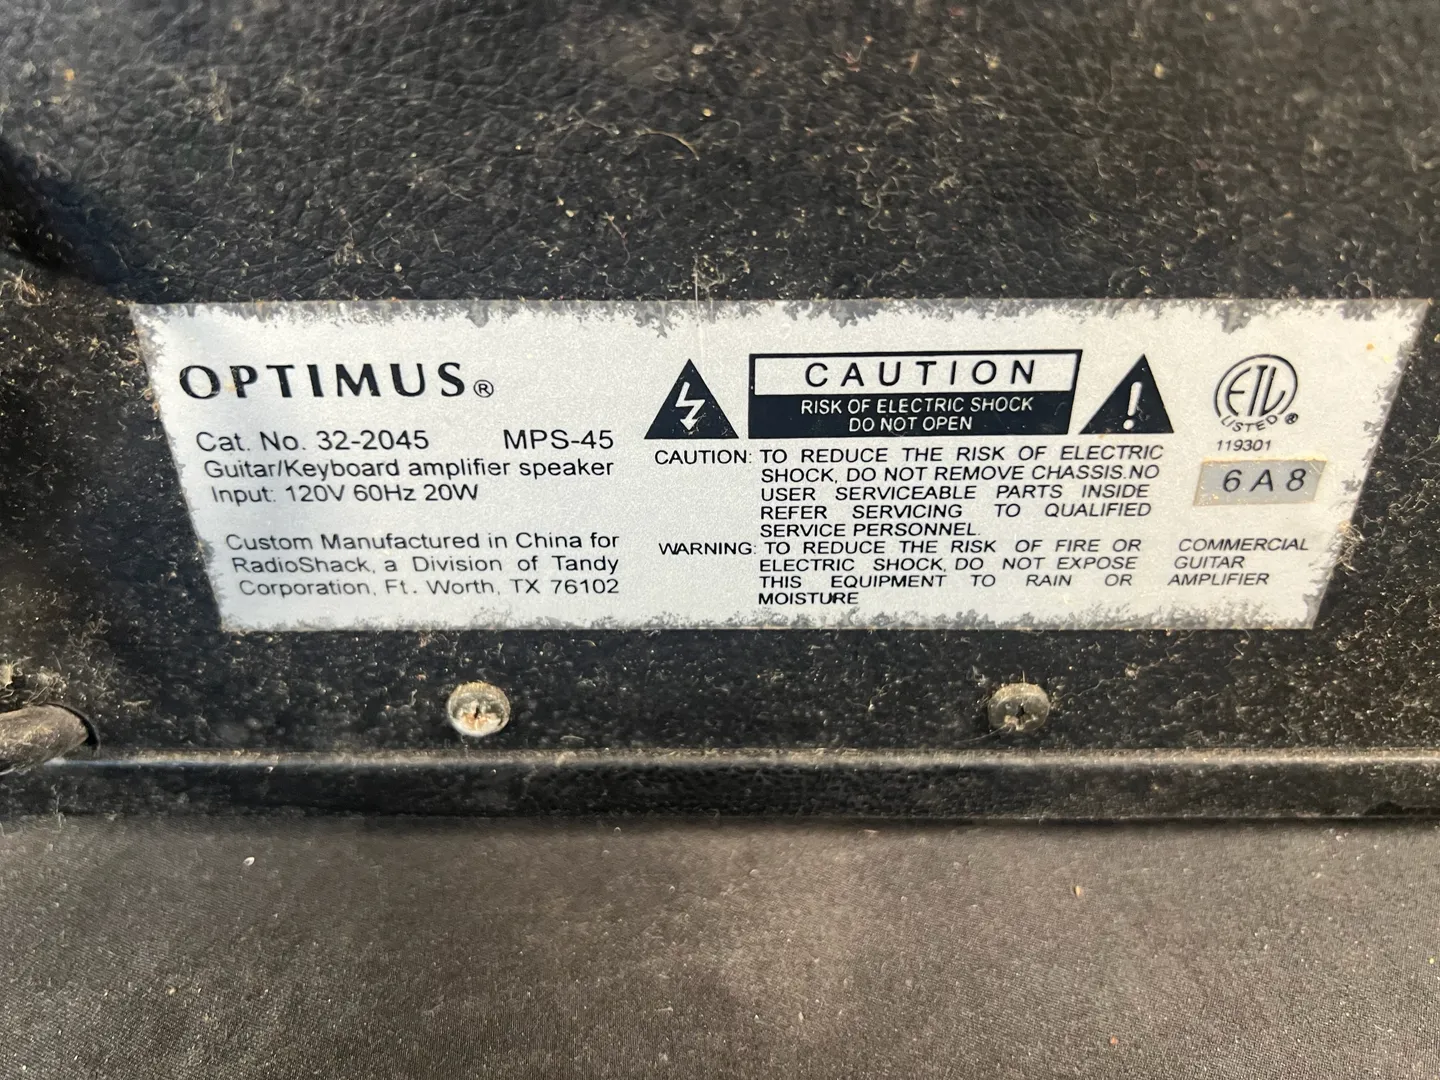 OPTIMUS®
Cat. No. 32-2045 MPS-45
Guitar/Keyboard amplifier speaker
Input: 120V 60Hz 20W
Custom Manufactured in China for
RadioShack, a Division of Tandy
Corporation, Ft. Worth, TX 76102
CAUTION
RISK OF ELECTRIC SHOCK
DO NOT OPEN
CAUTION: TO REDUCE THE RISK OF ELECTRIC
SHOCK, DO NOT REMOVE CHASSIS.NO
USER SERVICEABLE PARTS INSIDE
REFER SERVICING TO QUALIFIED
SERVICE PERSONNEL.
WARNING: TO REDUCE THE RISK OF FIRE OR
ELECTRIC SHOCK, DO NOT EXPOSE
THIS EQUIPMENT TO RAIN OR
MOISTURE
ETL
LISTED®
119301
6A8
COMMERCIAL
GUITAR
AMPLIFIER